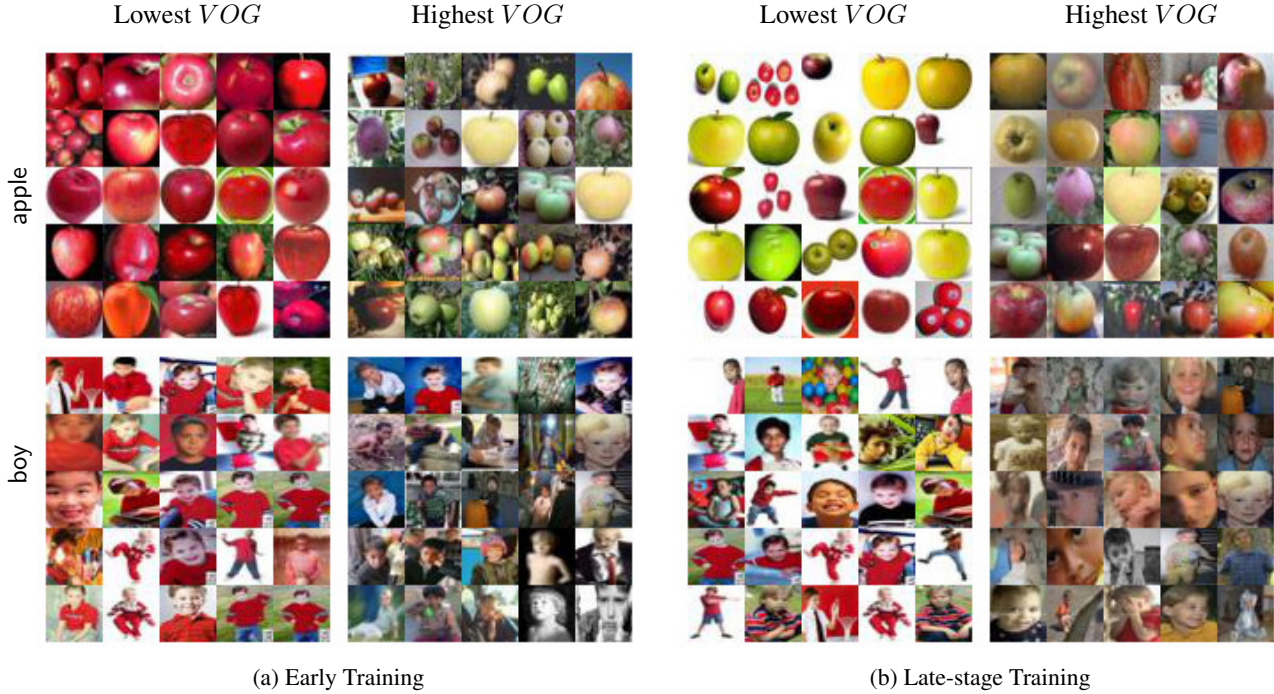 Lowest VOG
Highest VOG
Lowest VOG
Highest VOG
apple
boy
(a) Early Training
(b) Late-stage Training